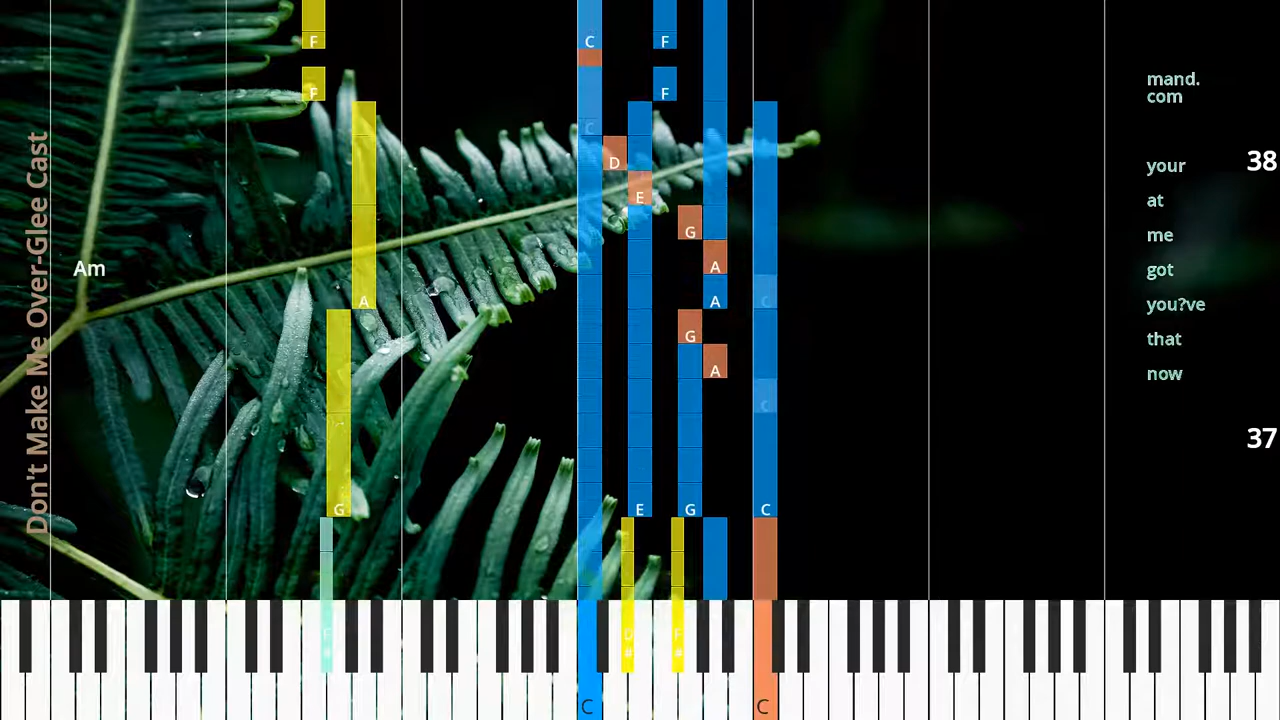 Don't Make Me Over-Glee Cast
Am
F
F
C
F
F
C
D
E
G
A
A
C
A
G
A
C
G
E
G
C
F
#
D
#
F
#
C
C
mand.
com
your
38
at
me
got
you?ve
that
now
37